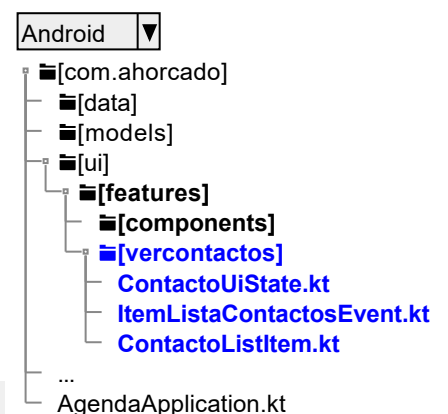 Android
[com.ahorcado]
[data]
[models]
[ui]
[features]
[components]
[vercontactos]
ContactoUiState.kt
ItemListaContactosEvent.kt
ContactoListItem.kt
...
AgendaApplication.kt